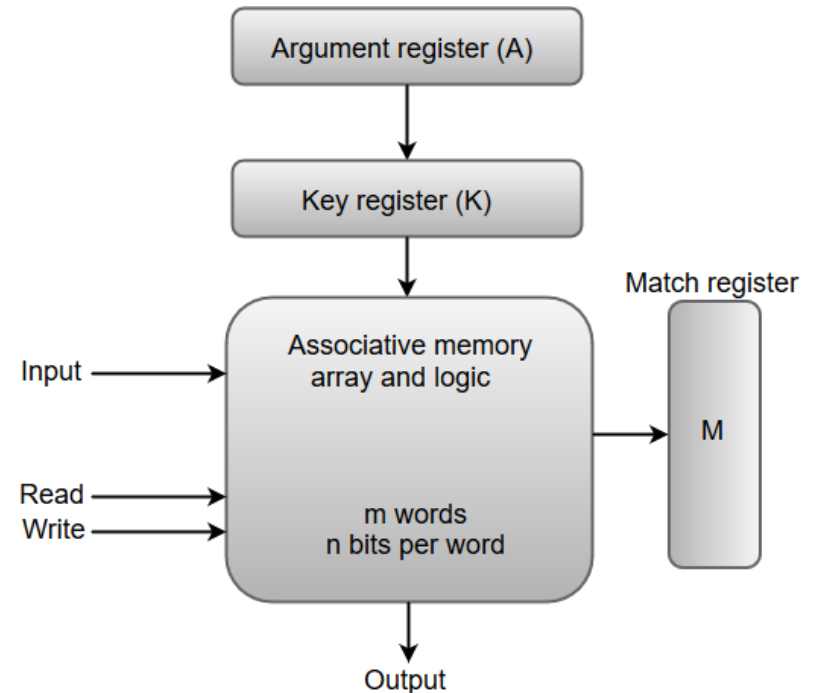 Argument register (A)
Key register (K)
Match register
Associative memory
array and logic
Input
M
Read
Write
m words
n bits per word
Output